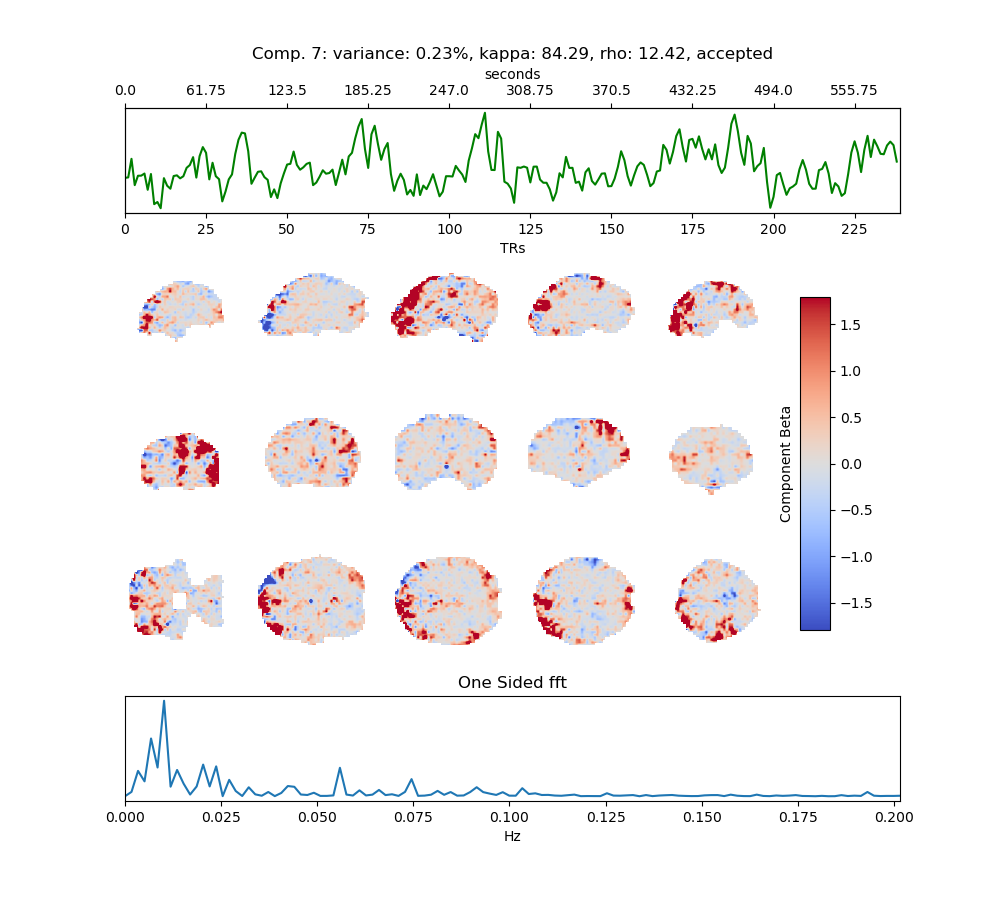 Comp. 7: variance: 0.23%, kappa: 84.29, rho: 12.42, accepted
seconds
0.0 61.75 123.5 185.25 247.0 308.75 370.5 432.25 494.0 555.75
0 25 50 75 100 125 150 175 200 225
TRs
1.5
1.0
0.5
0.0
−0.5
−1.0
−1.5
Component Beta
One Sided fft
0.000 0.025 0.050 0.075 0.100 0.125 0.150 0.175 0.200
Hz